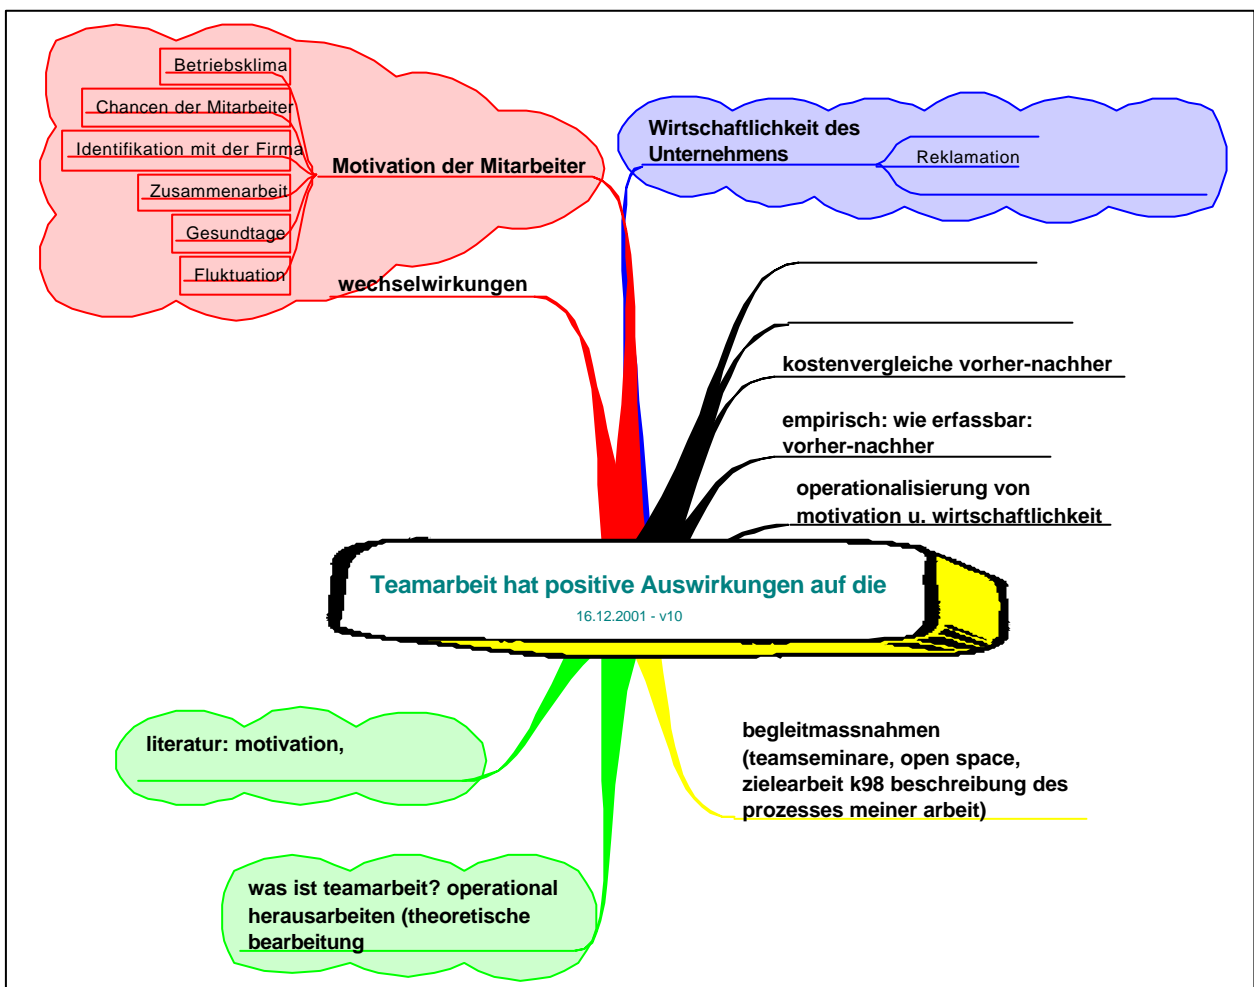 Betriebsklima
Chancen der Mitarbeiter
Identifikation mit der Firma
Zusammenarbeit
Gesundtage
Fluktuation
Motivation der Mitarbeiter
wechselwirkungen
Wirtschaftlichkeit des
Unternehmens
Reklamation
kostenvergleiche vorher-nachher
empirisch: wie erfassbar:
vorher-nachher
operationalisierung von
motivation u. wirtschaftlichkeit
Teamarbeit hat positive Auswirkungen auf die
16.12.2001 - v10
literatur: motivation,
begleitmassnahmen
(teamseminare, open space,
zielearbeit k98 beschreibung des
prozesses meiner arbeit)
was ist teamarbeit? operational
herausarbeiten (theoretische
bearbeitung